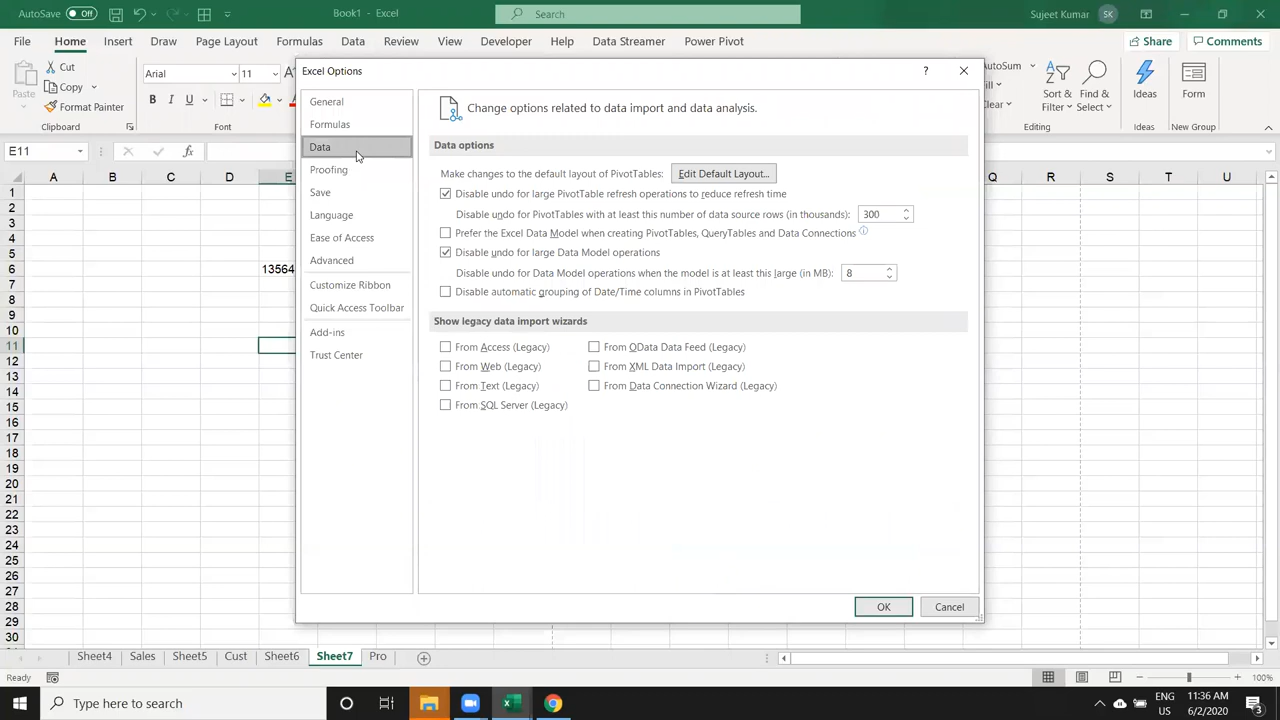 AutoSave Off Book1 - Excel Search Sujeet Kumar SK
File Home Insert Draw Page Layout Formulas Data Review View Developer Help Data Streamer Power Pivot Share Comments
Cut
Copy
Format Painter
Paste
Clipboard
Arial 11
B I U
Font
AutoSum
Sort & Filter
Find & Select
Ideas
New Group
Editing
Ideas
E11 fx
A B C D E Q R S T U
1
2
3
4
5
6 13564
7
8
9
10
11
12
13
14
15
16
17
18
19
20
21
22
23
24
25
26
27
28
29
30
Excel Options ?
General
Formulas
Data
Proofing
Save
Language
Ease of Access
Advanced
Customize Ribbon
Quick Access Toolbar
Add-ins
Trust Center
Change options related to data import and data analysis.
Data options
Make changes to the default layout of PivotTables: Edit Default Layout...
Disable undo for large PivotTable refresh operations to reduce refresh time
Disable undo for PivotTables with at least this number of data source rows (in thousands): 300
Prefer the Excel Data Model when creating PivotTables, QueryTables and Data Connections
Disable undo for large Data Model operations
Disable undo for Data Model operations when the model is at least this large (in MB): 8
Disable automatic grouping of Date/Time columns in PivotTables
Show legacy data import wizards
From Access (Legacy) From OData Data Feed (Legacy)
From Web (Legacy) From XML Data Import (Legacy)
From Text (Legacy) From Data Connection Wizard (Legacy)
From SQL Server (Legacy)
OK Cancel
Sheet4 Sales Sheet5 Cust Sheet6 Sheet7 Pro
Ready 100%
Type here to search
ENG
US
11:36 AM
6/2/2020
3